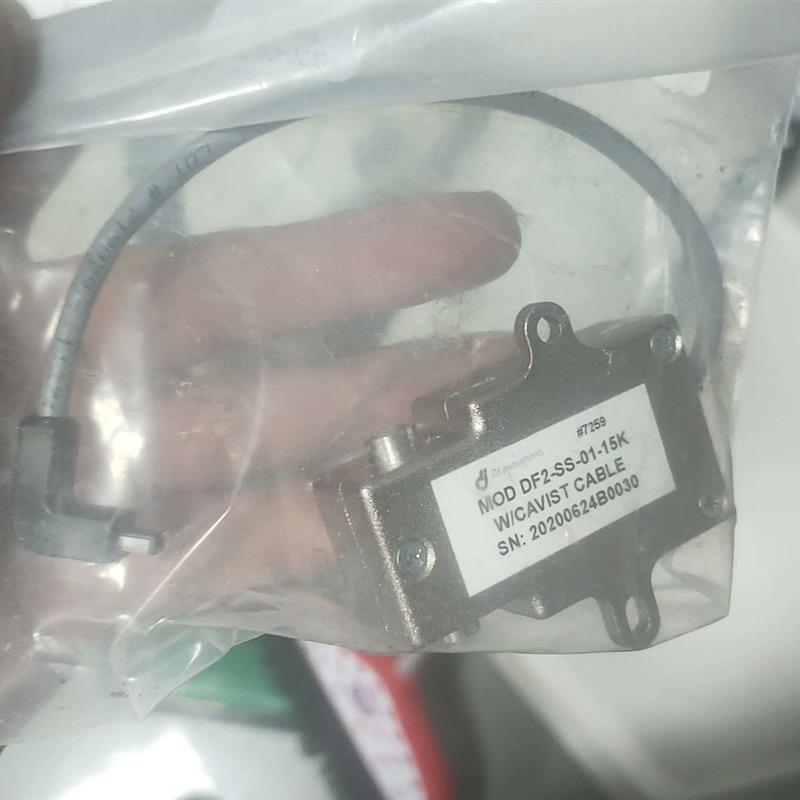 #7259
MOD DF2-SS-01-15K
W/CAVIST CABLE
SN: 20200624B0030